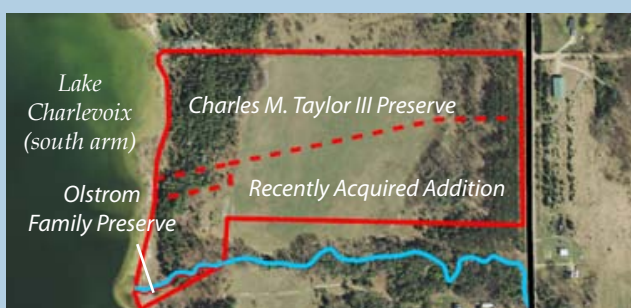 Lake
Charlevoix
(south arm)
Charles M. Taylor III Preserve
Olstrom
Family Preserve
Recently Acquired Addition